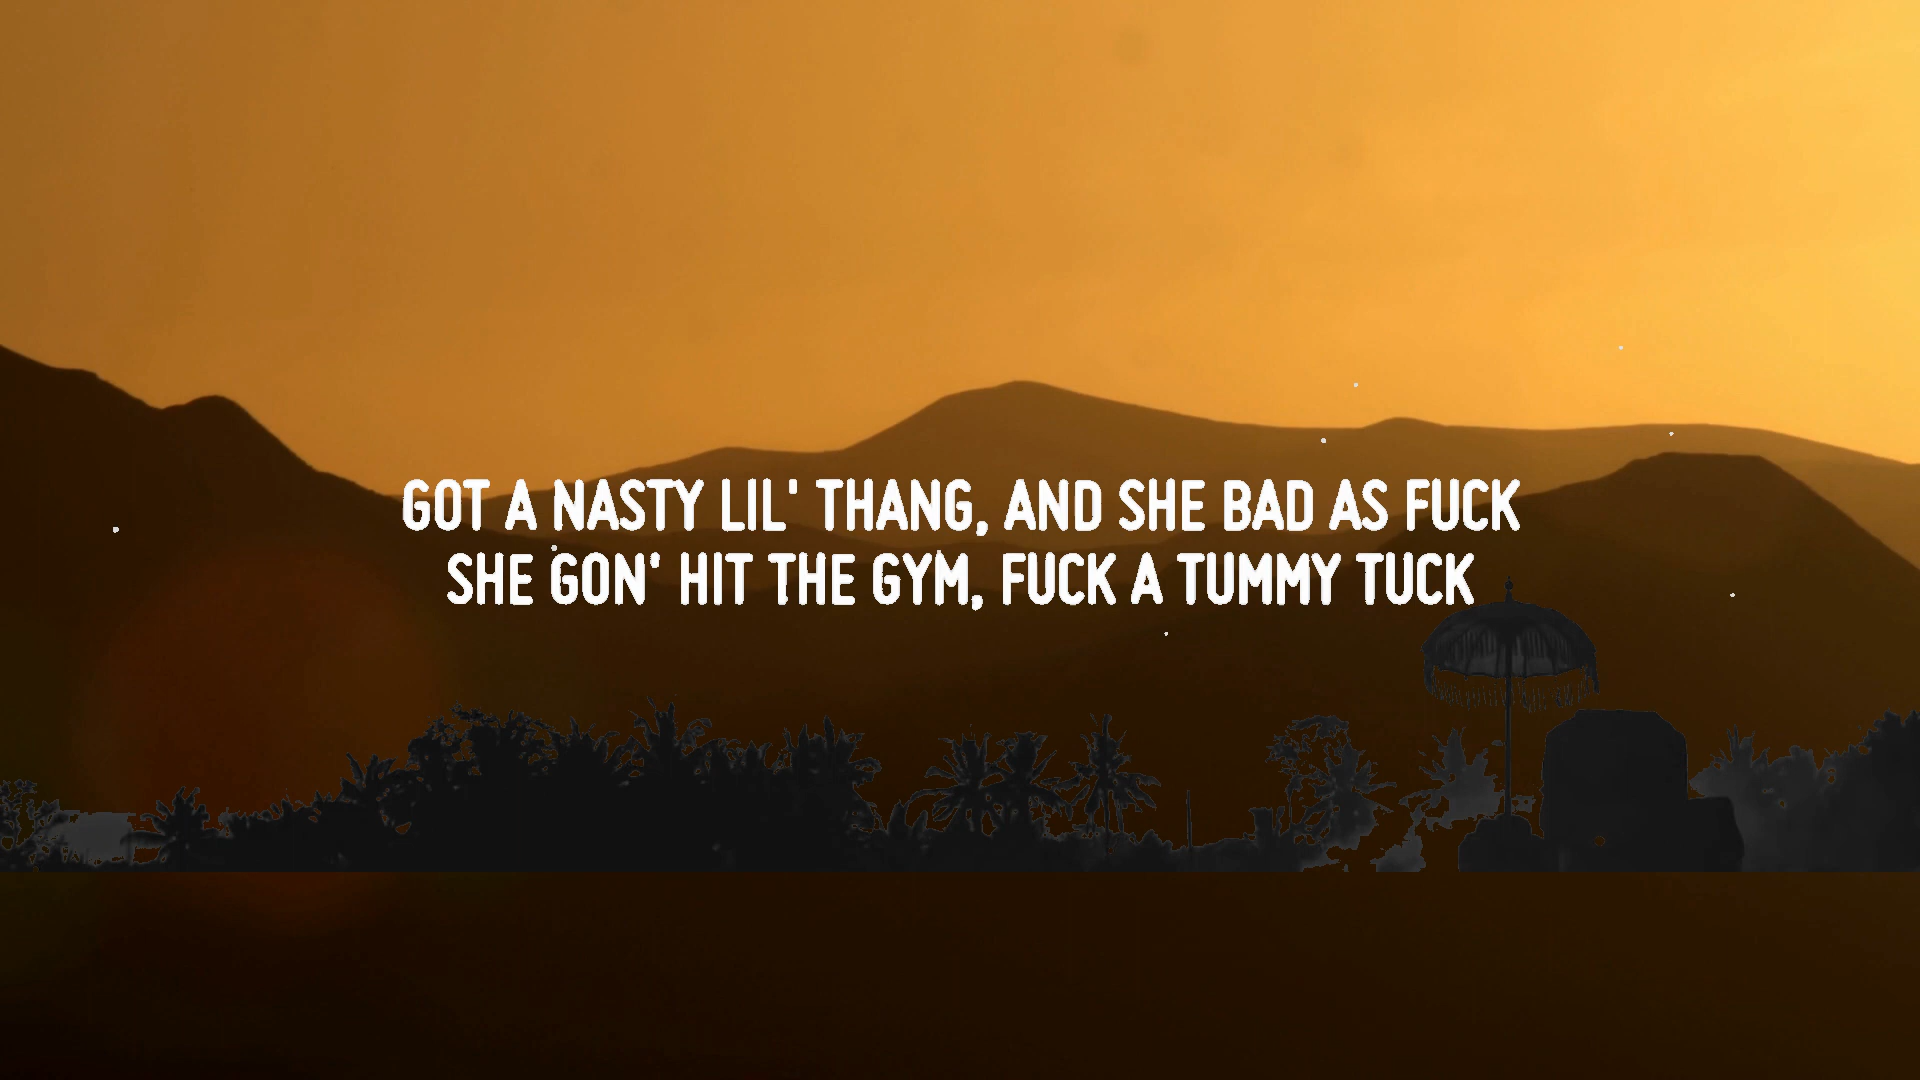 GOT A NASTY LIL' THANG, AND SHE BAD AS FUCK
SHE GON' HIT THE GYM, FUCK A TUMMY TUCK